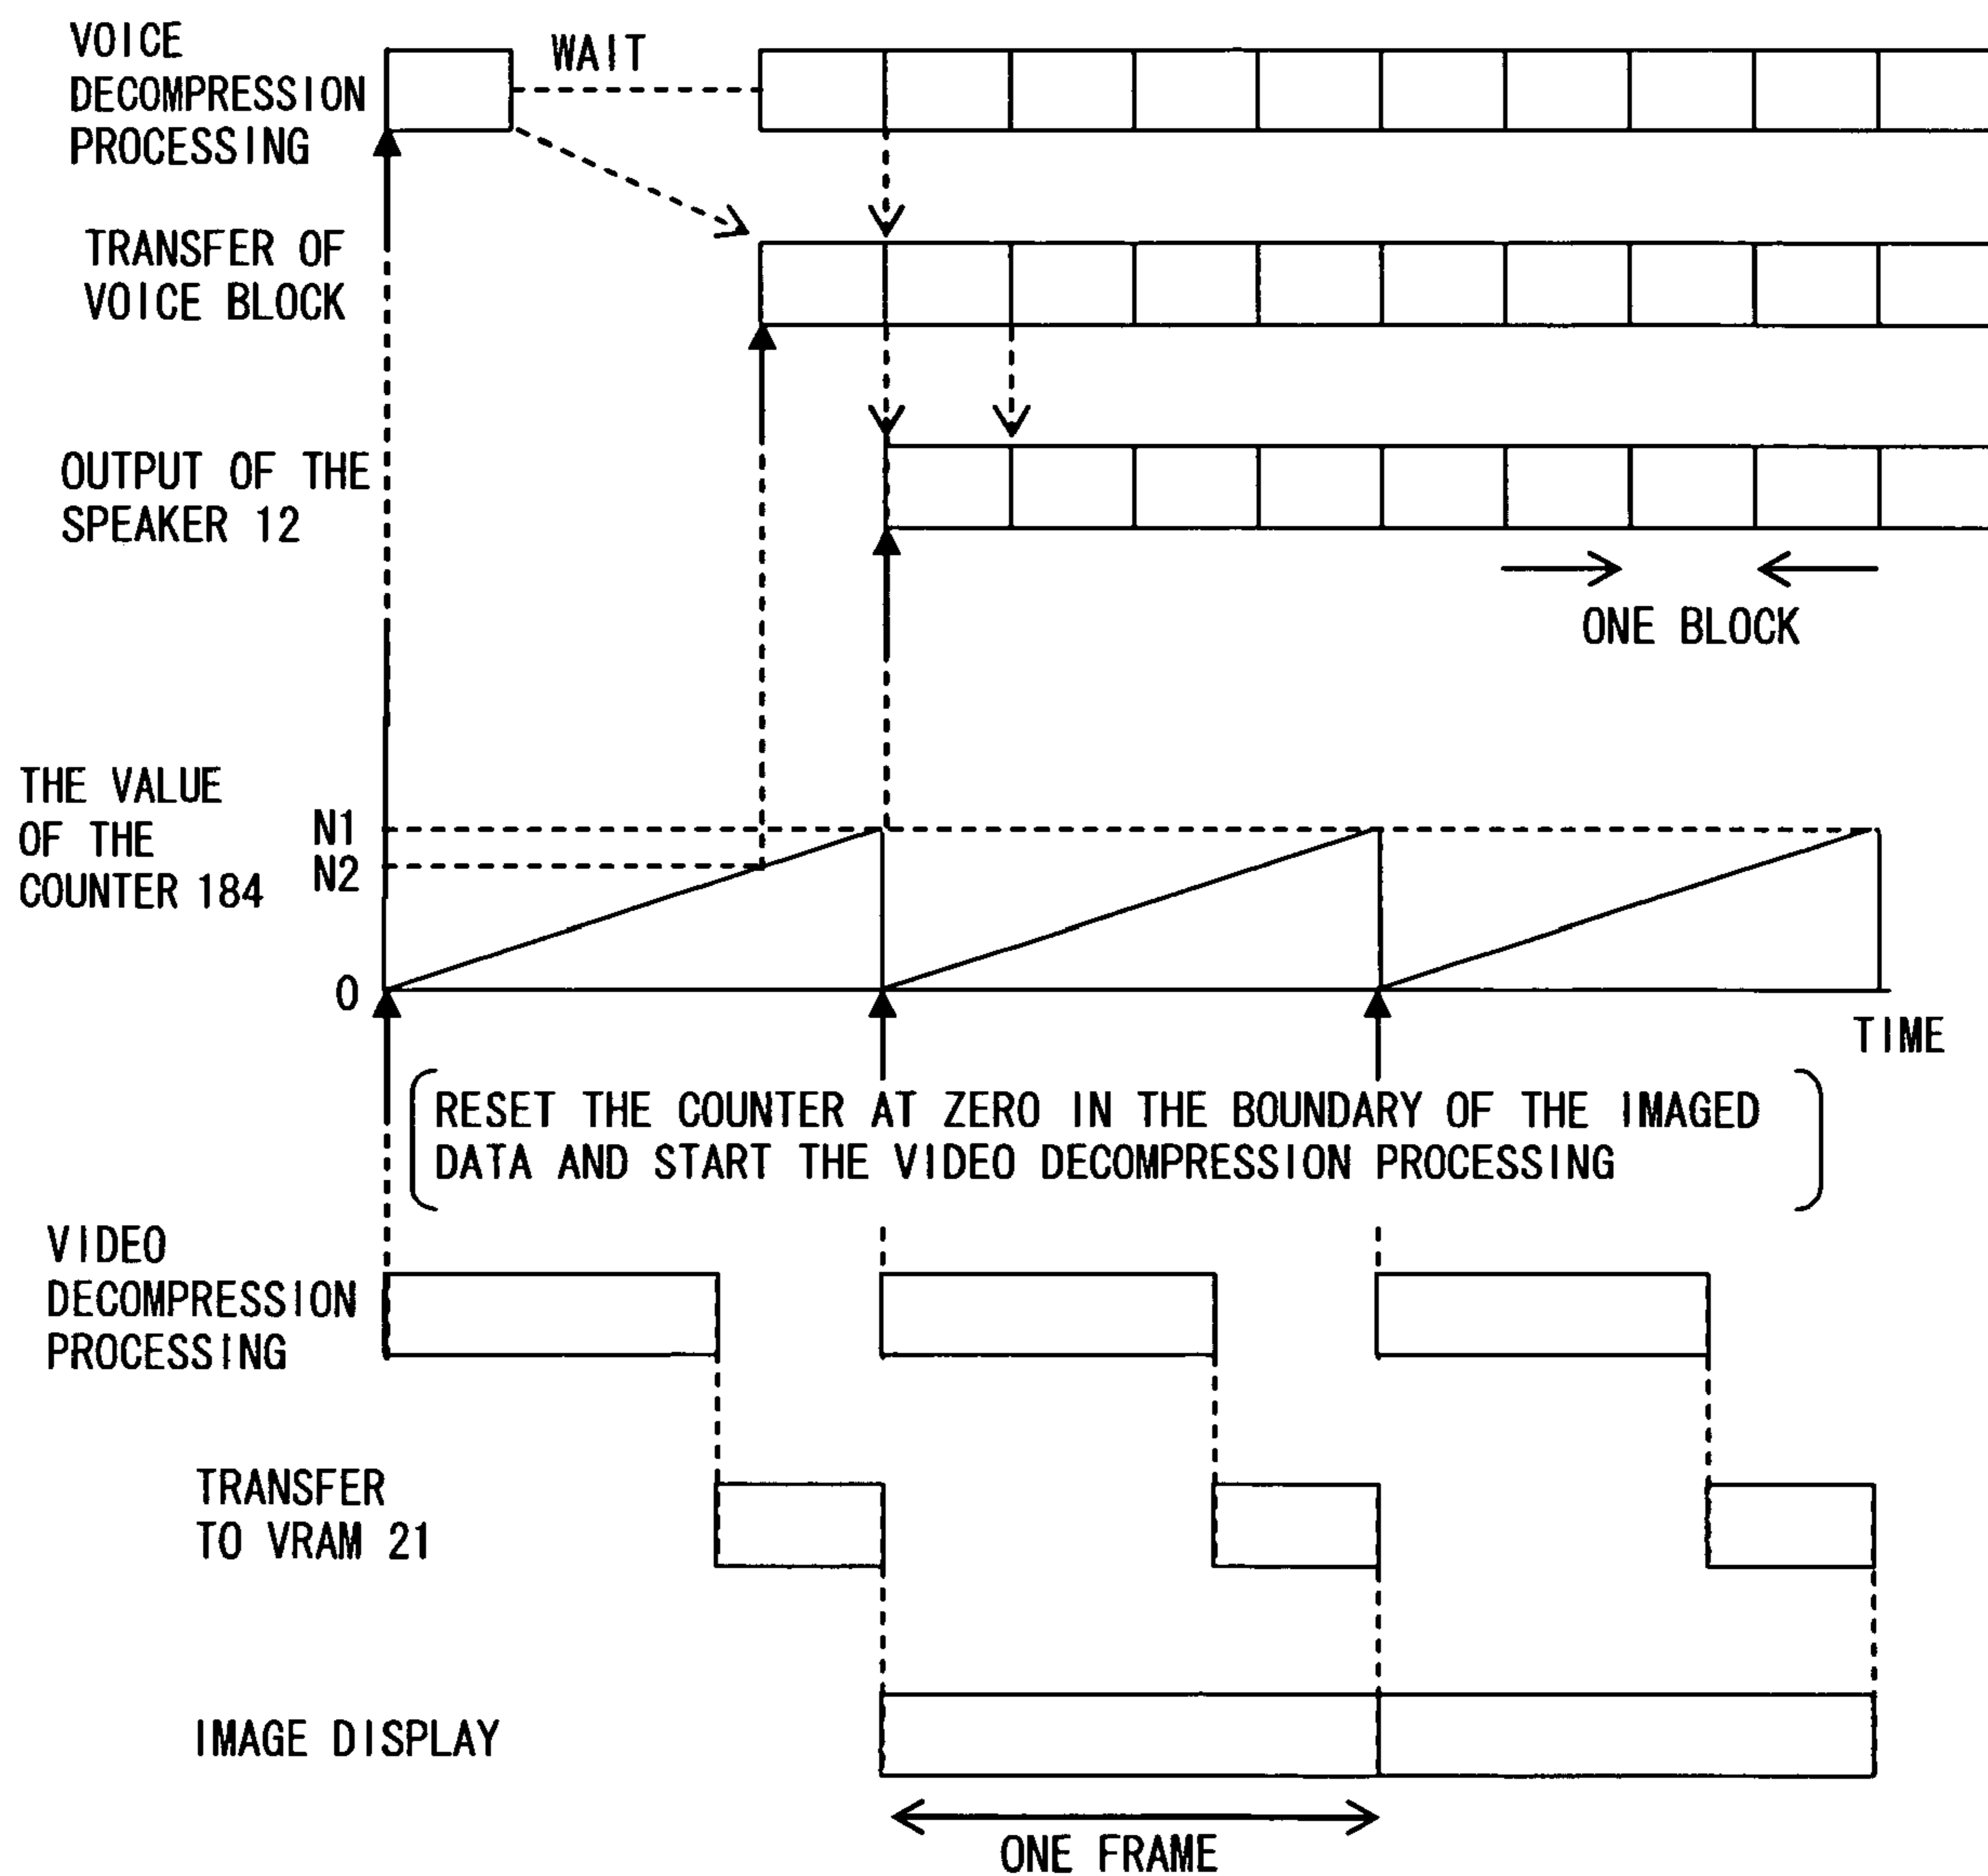 VOICE
DECOMPRESSION
PROCESSING
WAIT
TRANSFER OF
VOICE BLOCK
OUTPUT OF THE
SPEAKER 12
ONE BLOCK
THE VALUE
OF THE
COUNTER 184
N1
N2
0
TIME
RESET THE COUNTER AT ZERO IN THE BOUNDARY OF THE IMAGED
DATA AND START THE VIDEO DECOMPRESSION PROCESSING
VIDEO
DECOMPRESSION
PROCESSING
TRANSFER
TO VRAM 21
IMAGE DISPLAY
ONE FRAME